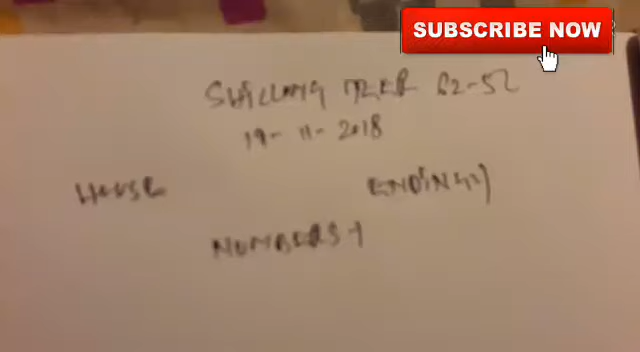 SUBSCRIBE NOW
SHILLONG TEER 62-52
19-11-2018
HOUSE ENDING
NUMBERS-